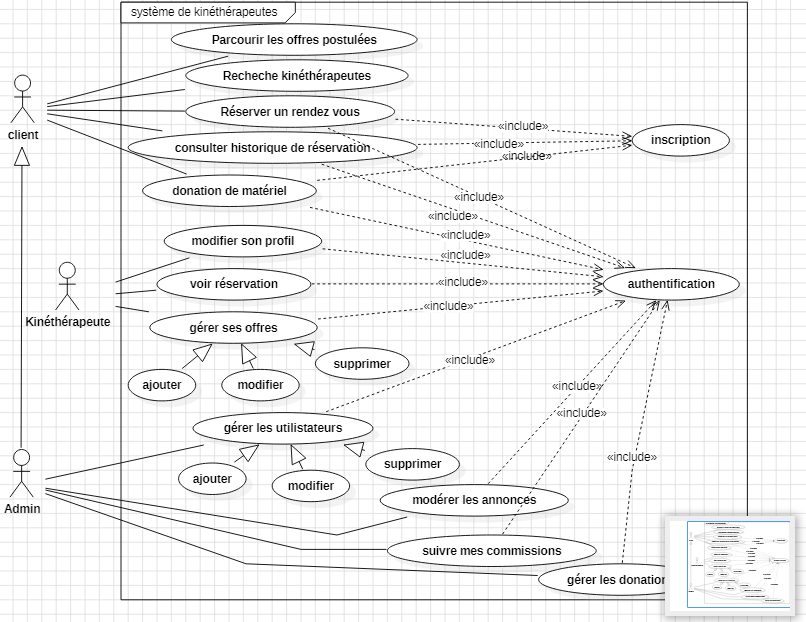 système de kinéthérapeutes
Parcourir les offres postulées
Recheche kinéthérapeutes
Réserver un rendez vous
client
«include»
inscription
consulter historique de réservation
«include»
«include»
donation de matériel
«include»
«include»
modifier son profil
«include»
«include»
voir réservation
«include»
authentification
Kinéthérapeute
gérer ses offres
«include»
supprimer
«include»
ajouter
modifier
«include»
«include»
gérer les utilistateurs
«include»
supprimer
ajouter
modifier
modérer les annonces
Admin
suivre mes commissions
gérer les donation